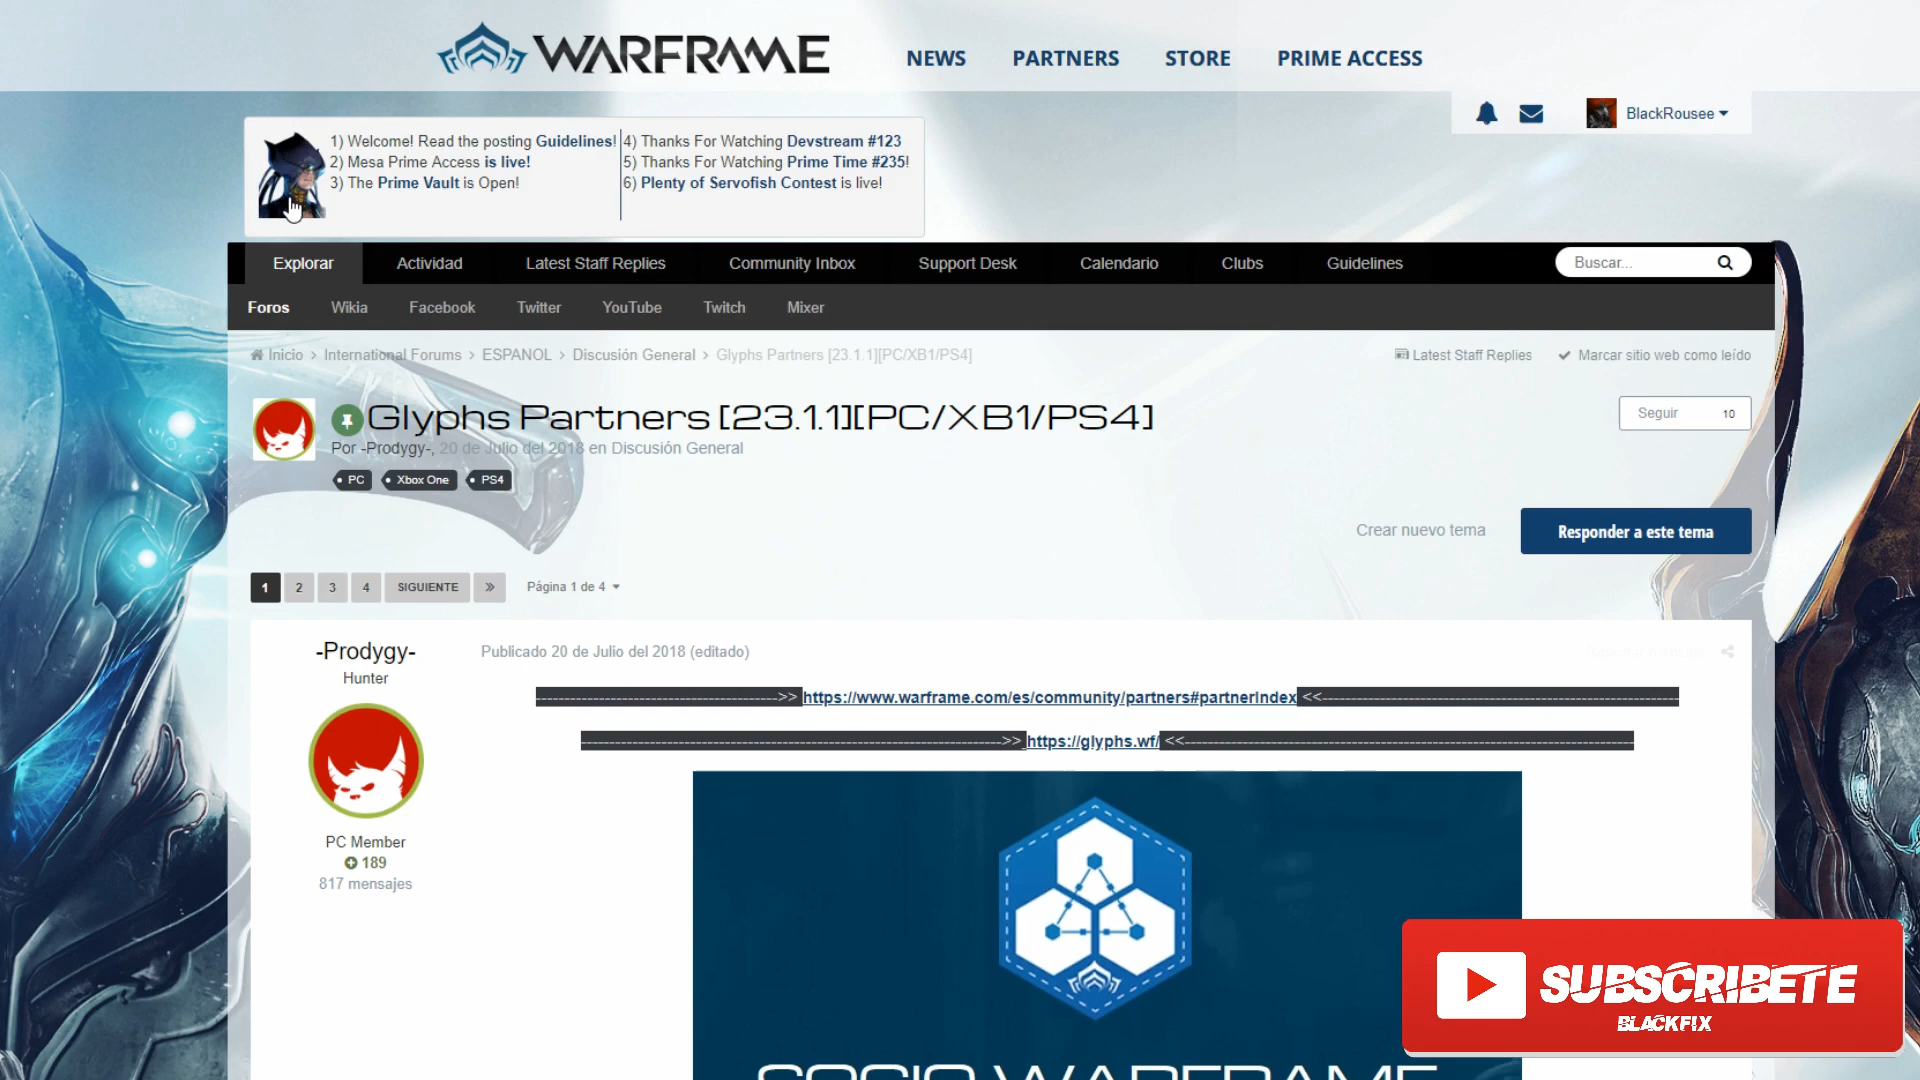 WARFRAME
NEWS PARTNERS STORE PRIME ACCESS
BlackRousee
1) Welcome! Read the posting Guidelines!
2) Mesa Prime Access is live!
3) The Prime Vault is Open!
4) Thanks For Watching Devstream #123
5) Thanks For Watching Prime Time #235!
6) Plenty of Servofish Contest is live!
Explorar Actividad Latest Staff Replies Community Inbox Support Desk Calendario Clubs Guidelines Buscar...
Foros Wikia Facebook Twitter YouTube Twitch Mixer
Inicio > International Forums > ESPANOL > Discusión General > Glyphs Partners [23.1.1][PC/XB1/PS4]
Latest Staff Replies Marcar sitio web como leído
Glyphs Partners [23.1.1][PC/XB1/PS4]
Seguir 10
Por -Prodygy-, 20 de Julio del 2018 en Discusión General
PC Xbox One PS4
Crear nuevo tema Responder a este tema
1 2 3 4 SIGUIENTE » Página 1 de 4
-Prodygy-
Hunter
PC Member
189
817 mensajes
Publicado 20 de Julio del 2018 (editado)
>> https://www.warframe.com/es/community/partners#partnerIndex <<
>> https://glyphs.wf/ <<
SOCIO WARFRAME
SUBSCRIBETE
BLACKFIX